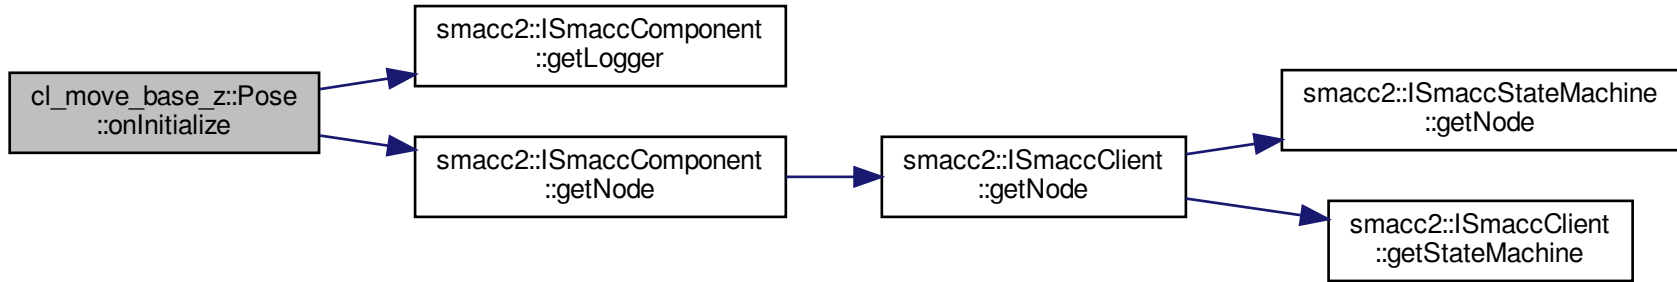 cl_move_base_z::Pose
::onInitialize
smacc2::ISmaccComponent
::getLogger
smacc2::ISmaccComponent
::getNode
smacc2::ISmaccClient
::getNode
smacc2::ISmaccStateMachine
::getNode
smacc2::ISmaccClient
::getStateMachine